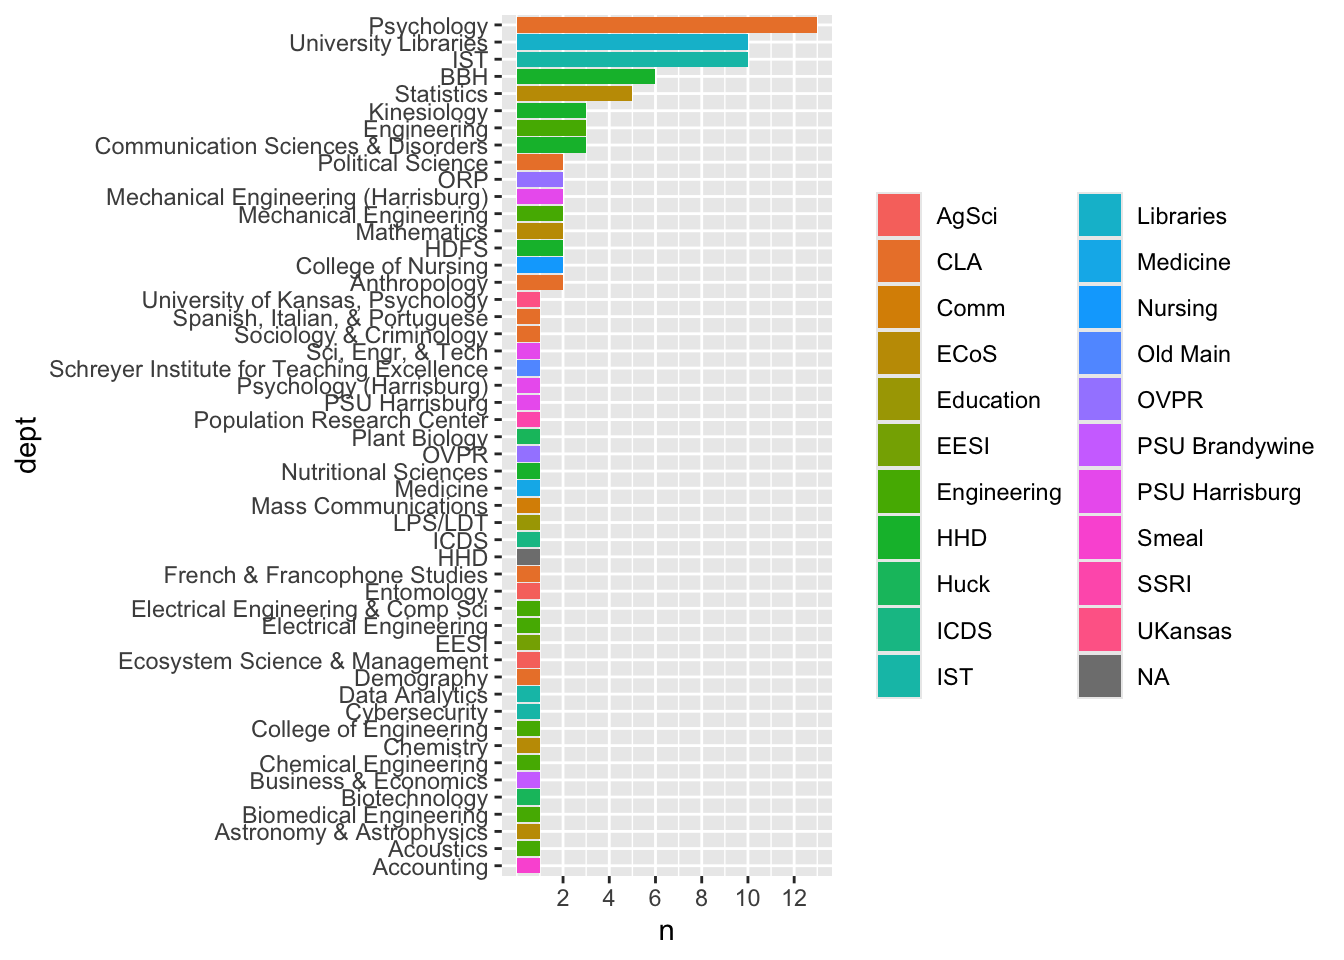 Psychology
University Libraries
IST
BBH
Statistics
Kinesiology
Engineering
Communication Sciences & Disorders
Political Science
ORP
Mechanical Engineering (Harrisburg)
Mechanical Engineering
Mathematics
HDFS
College of Nursing
Anthropology
University of Kansas, Psychology
Spanish, Italian, & Portuguese
Sociology & Criminology
Sci, Engr, & Tech
Schreyer Institute for Teaching Excellence
Psychology (Harrisburg)
PSU Harrisburg
Population Research Center
Plant Biology
OVPR
Nutritional Sciences
Medicine
Mass Communications
LPS/LDT
ICDS
HHD
French & Francophone Studies
Entomology
Electrical Engineering & Comp Sci
Electrical Engineering
EESI
Ecosystem Science & Management
Demography
Data Analytics
Cybersecurity
College of Engineering
Chemistry
Chemical Engineering
Business & Economics
Biotechnology
Biomedical Engineering
Astronomy & Astrophysics
Acoustics
Accounting
dept
2 4 6 8 10 12
n
AgSci
CLA
Comm
ECoS
Education
EESI
Engineering
HHD
Huck
ICDS
IST
Libraries
Medicine
Nursing
Old Main
OVPR
PSU Brandywine
PSU Harrisburg
Smeal
SSRI
UKansas
NA